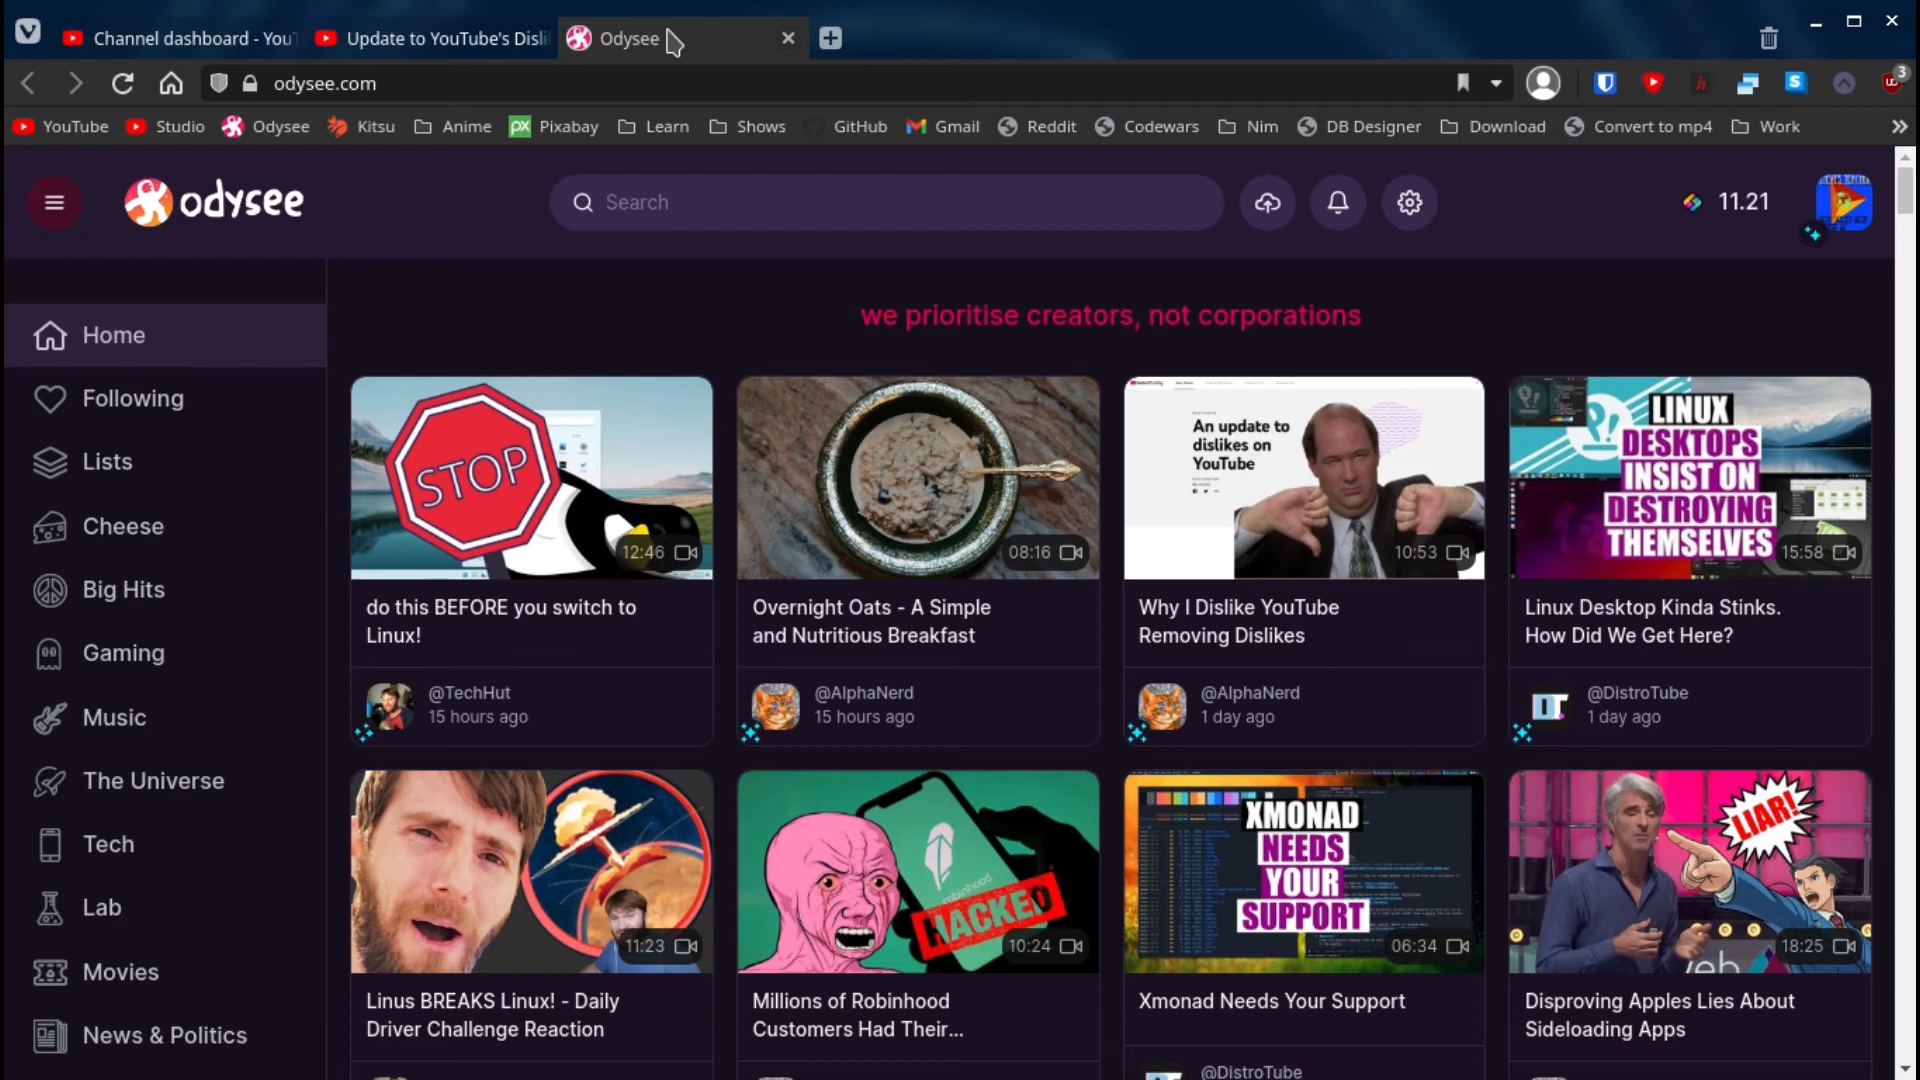 Channel dashboard - You
Update to YouTube's Disli
Odysee
odysee.com
3
YouTube
Studio
Odysee
Kitsu
Anime
px
Pixabay
Learn
Shows
GitHub
Gmail
Reddit
Codewars
Nim
DB Designer
Download
Convert to mp4
Work
odysee
Search
11.21
Home
Following
Lists
Cheese
Big Hits
Gaming
Music
The Universe
Tech
Lab
Movies
News & Politics
we prioritise creators, not corporations
STOP
12:46
do this BEFORE you switch to
Linux!
@TechHut
15 hours ago
08:16
Overnight Oats - A Simple
and Nutritious Breakfast
@AlphaNerd
15 hours ago
An update to
dislikes on
YouTube
10:53
Why I Dislike YouTube
Removing Dislikes
@AlphaNerd
1 day ago
LINUX
DESKTOPS
INSIST ON
DESTROYING
THEMSELVES
15:58
Linux Desktop Kinda Stinks.
How Did We Get Here?
DT
@DistroTube
1 day ago
11:23
Linus BREAKS Linux! - Daily
Driver Challenge Reaction
robinhood
HACKED
10:24
Millions of Robinhood
Customers Had Their...
XMONAD
NEEDS
YOUR
SUPPORT
06:34
Xmonad Needs Your Support
@DistroTube
LIAR!
18:25
Disproving Apples Lies About
Sideloading Apps